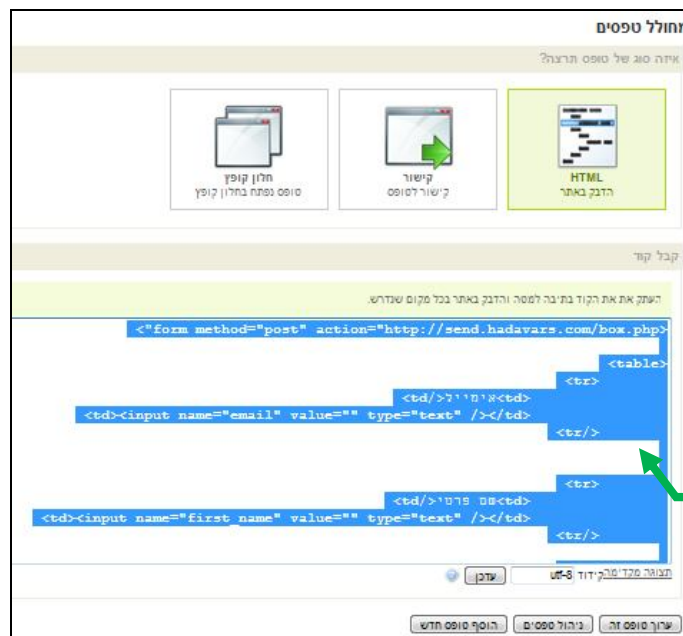 מחולל טפסים
איזה סוג של טופס תרצה?
HTML
הדבק באתר
קישור
קישור לטופס
חלון קופץ
טופס נפתח בחלון קופץ
קבל קוד
העתק את את הקוד בתיבה למטה והדבק באתר בכל מקום שנדרש.
<form method="post" action="http://send.hadavars.com/box.php">
<table>
<tr>
<td>אימייל</td>
<td><input name="email" value="" type="text" /></td>
</tr>
<tr>
<td>שם פרטי</td>
<td><input name="first_name" value="" type="text" /></td>
</tr>
תצוגה מקדימה קידוד utf-8 עדכן
ערוך טופס זה ניהול טפסים הוסף טופס חדש